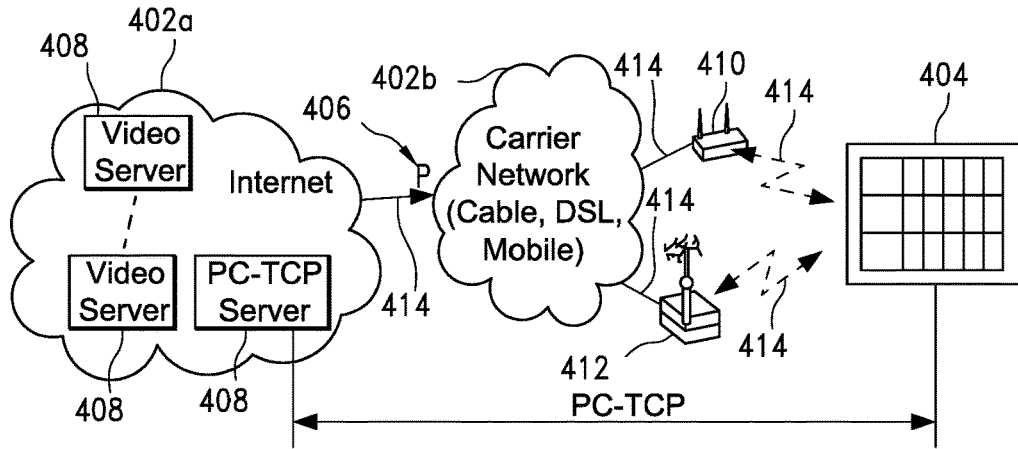 402a
408
402b
414
410
414
404
406
Video
Server
Internet
P
Carrier
Network
(Cable, DSL,
Mobile)
414
Video
Server
PC-TCP
Server
414
414
412
408
408
PC-TCP